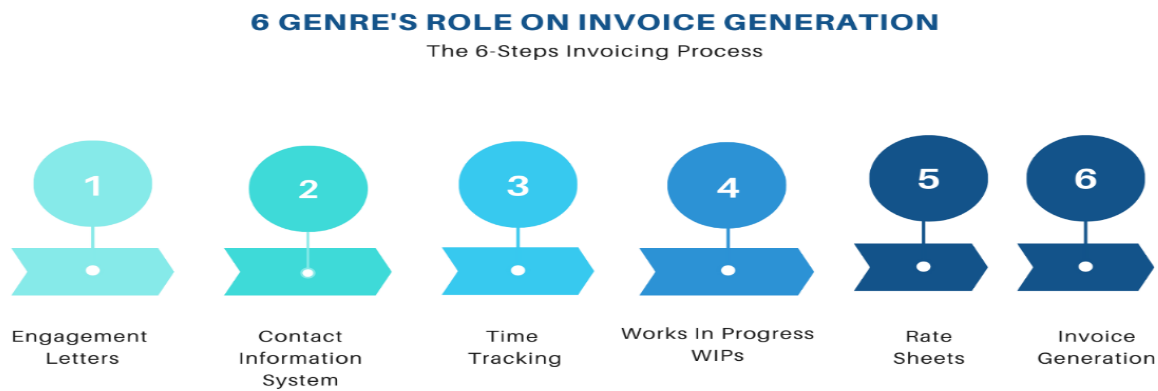 6 GENRE'S ROLE ON INVOICE GENERATION
The 6-Steps Invoicing Process
1
2
3
4
5
6
Engagement
Letters
Contact
Information
System
Time
Tracking
Works In Progress
WIPs
Rate
Sheets
Invoice
Generation